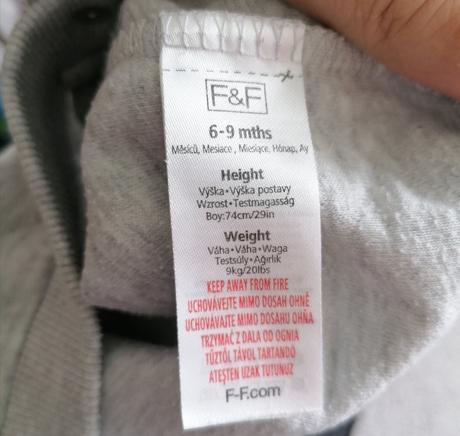 F&F
6-9 mths
Měsíců, Mesiace, Miesiące, Hónap, Ay
Height
Výška•Výška postavy
Wzrost•Testmagasság
Boy:74cm/29in
Weight
Váha•Váha•Waga
Testsúly•Ağırlık
9kg/20lbs
KEEP AWAY FROM FIRE
UCHOVÁVEJTE MIMO DOSAH OHNĚ
UCHOVÁVAJTE MIMO DOSAHU OHŇA
TRZYMAĆ Z DALA OD OGNIA
TŰZTŐL TÁVOL TARTANDÓ
ATEŞTEN UZAK TUTUNUZ
F-F.com